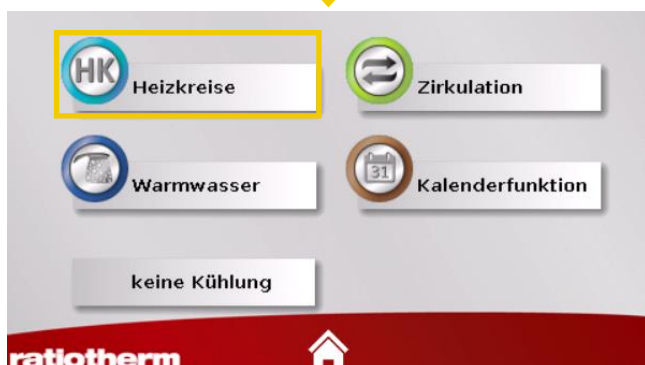 HK Heizkreise
Zirkulation
Warmwasser
31 Kalenderfunktion
keine Kühlung
ratiotherm